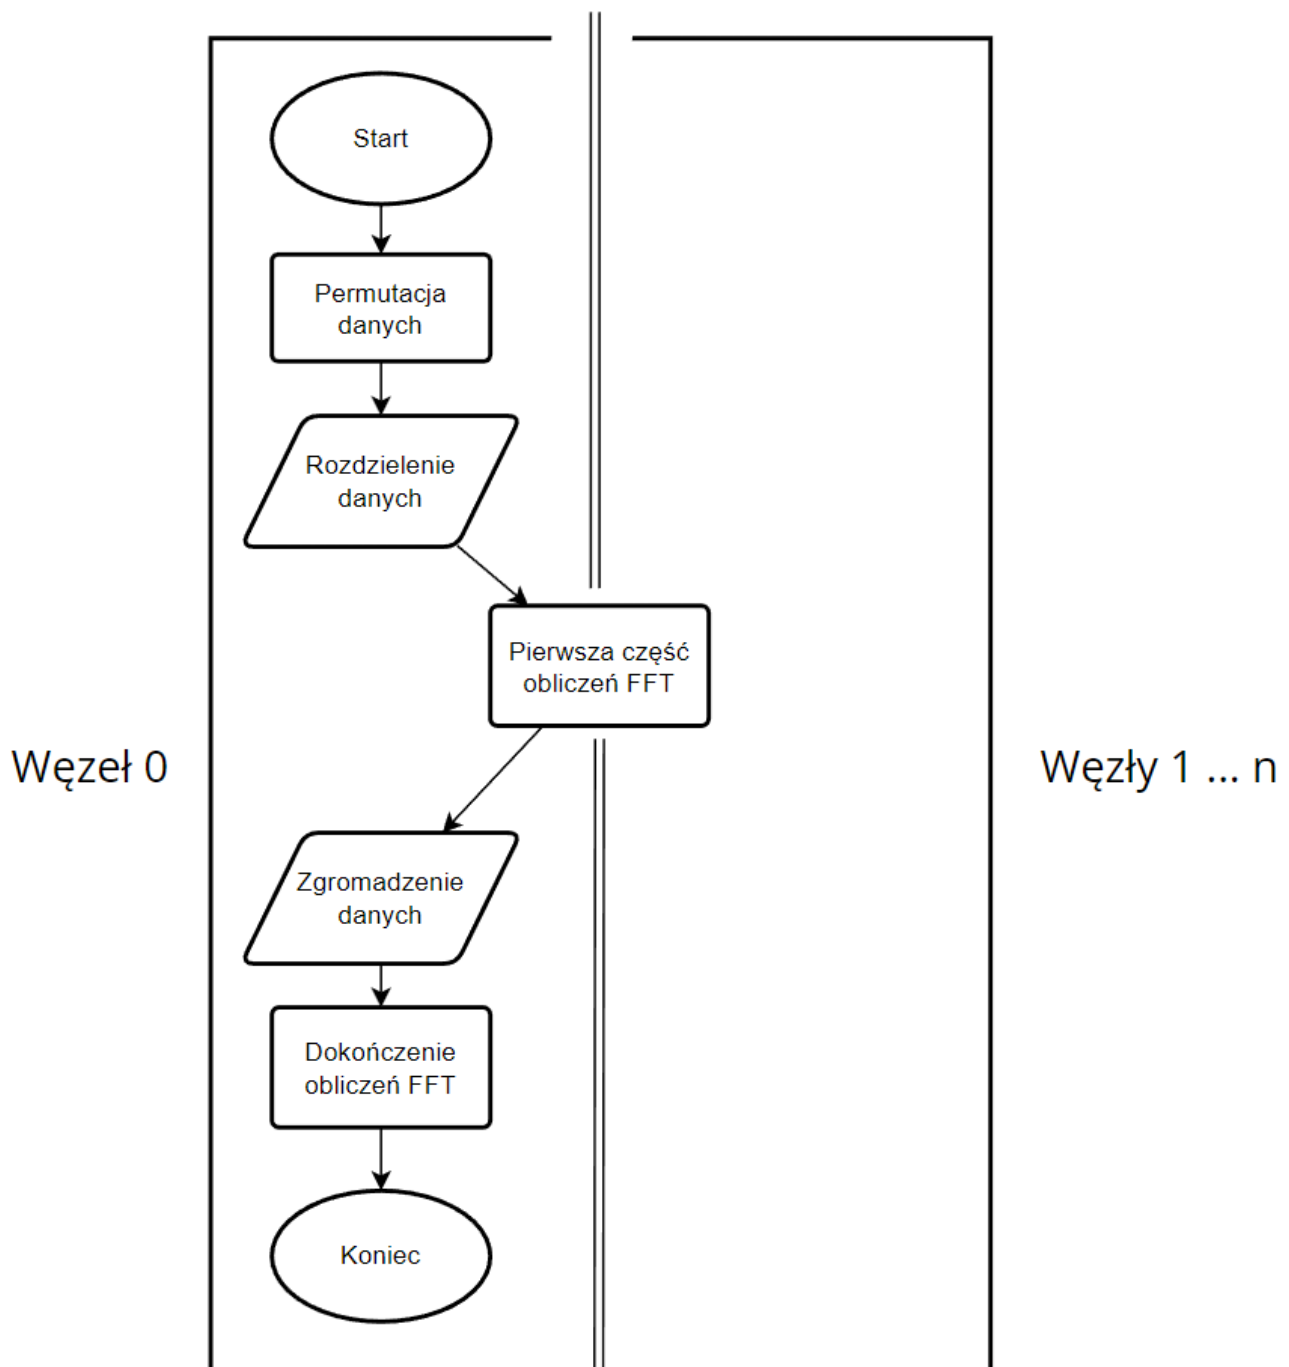 Start
Permutacja
danych
Rozdzielenie
danych
Pierwsza część
obliczeń FFT
Węzeł 0
Węzły 1 ... n
Zgromadzenie
danych
Dokończenie
obliczeń FFT
Koniec